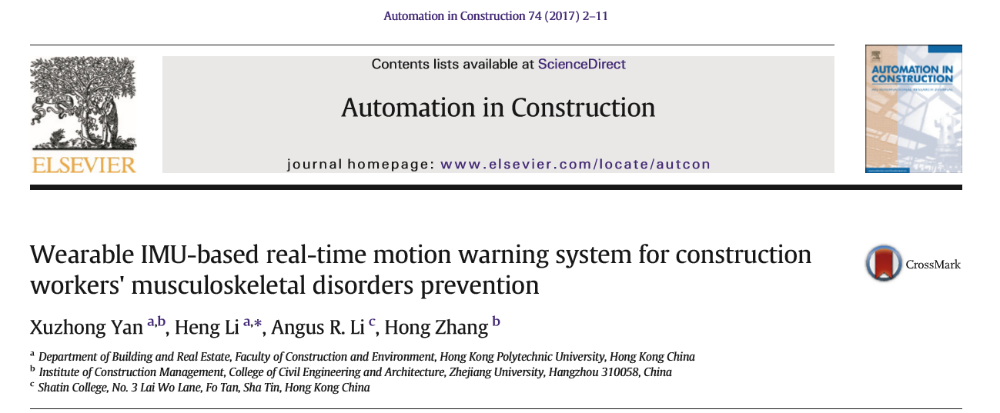 Automation in Construction 74 (2017) 2–11
Contents lists available at ScienceDirect
Automation in Construction
journal homepage: www.elsevier.com/locate/autcon
ELSEVIER
AUTOMATION IN
CONSTRUCTION
AN INTERNATIONAL RESEARCH JOURNAL
Wearable IMU-based real-time motion warning system for construction
workers' musculoskeletal disorders prevention
CrossMark
Xuzhong Yan a,b, Heng Li a,*, Angus R. Li c, Hong Zhang b
a Department of Building and Real Estate, Faculty of Construction and Environment, Hong Kong Polytechnic University, Hong Kong China
b Institute of Construction Management, College of Civil Engineering and Architecture, Zhejiang University, Hangzhou 310058, China
c Shatin College, No. 3 Lai Wo Lane, Fo Tan, Sha Tin, Hong Kong China